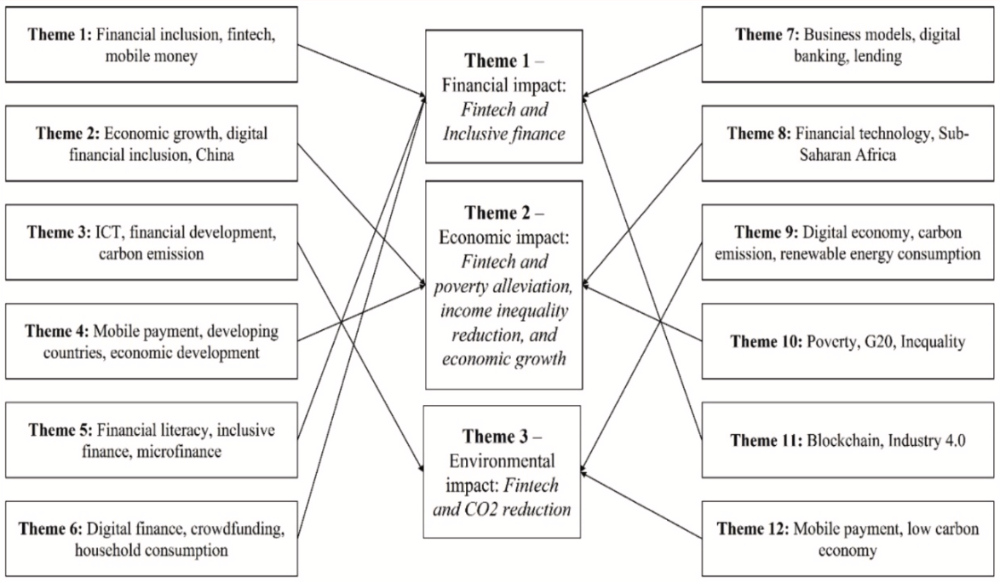 Theme 1: Financial inclusion, fintech,
mobile money
Theme 2: Economic growth, digital
financial inclusion, China
Theme 3: ICT, financial development,
carbon emission
Theme 4: Mobile payment, developing
countries, economic development
Theme 5: Financial literacy, inclusive
finance, microfinance
Theme 6: Digital finance, crowdfunding,
household consumption
Theme 1 –
Financial impact:
Fintech and
Inclusive finance
Theme 2 –
Economic impact:
Fintech and
poverty alleviation,
income inequality
reduction, and
economic growth
Theme 3 –
Environmental
impact: Fintech
and CO2 reduction
Theme 7: Business models, digital
banking, lending
Theme 8: Financial technology, Sub-
Saharan Africa
Theme 9: Digital economy, carbon
emission, renewable energy consumption
Theme 10: Poverty, G20, Inequality
Theme 11: Blockchain, Industry 4.0
Theme 12: Mobile payment, low carbon
economy